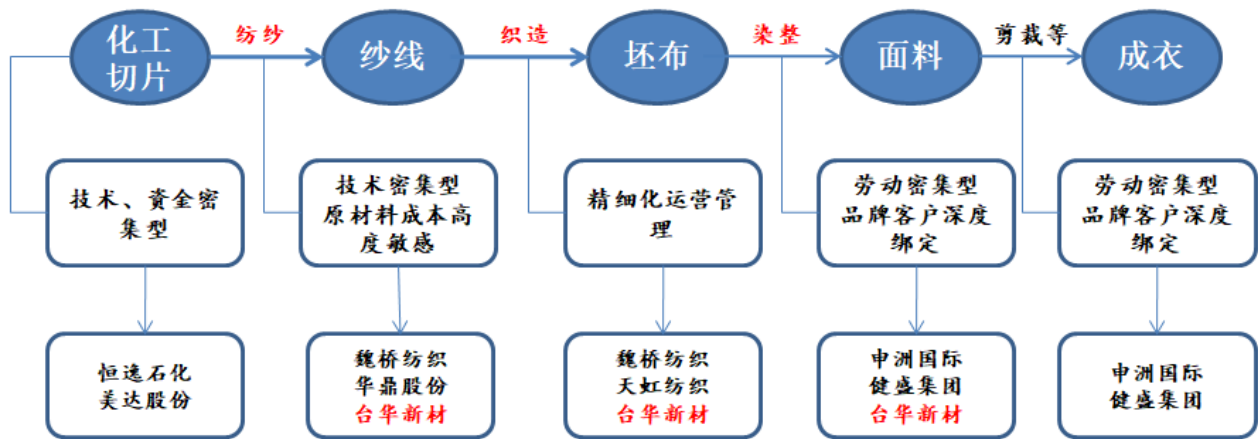 化工
切片
纺纱
纱线
织造
坯布
染整
面料
剪裁等
成衣
技术、资金密
集型
技术密集型
原材料成本高
度敏感
精细化运营管
理
劳动密集型
品牌客户深度
绑定
劳动密集型
品牌客户深度
绑定
恒逸石化
美达股份
魏桥纺织
华鼎股份
台华新材
魏桥纺织
天虹纺织
台华新材
申洲国际
健盛集团
台华新材
申洲国际
健盛集团